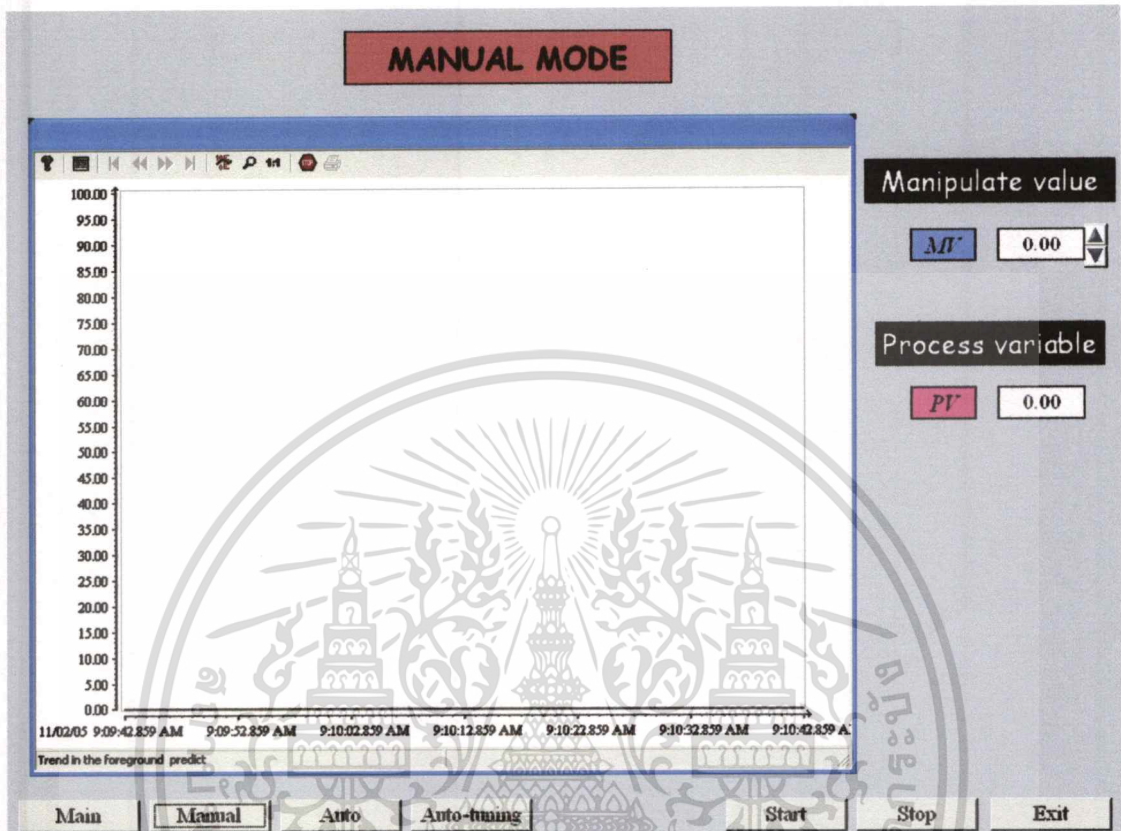 MANUAL MODE
Manipulate value
MV 0.00
Process variable
PV 0.00
100.00
95.00
90.00
85.00
80.00
75.00
70.00
65.00
60.00
55.00
50.00
45.00
40.00
35.00
30.00
25.00
20.00
15.00
10.00
5.00
0.00
11/02/05 9:09:42.859 AM 9:09:52.859 AM 9:10:02.859 AM 9:10:12.859 AM 9:10:22.859 AM 9:10:32.859 AM 9:10:42.859 A
Trend in the foreground predict
Main Manual Auto Auto-tuning Start Stop Exit